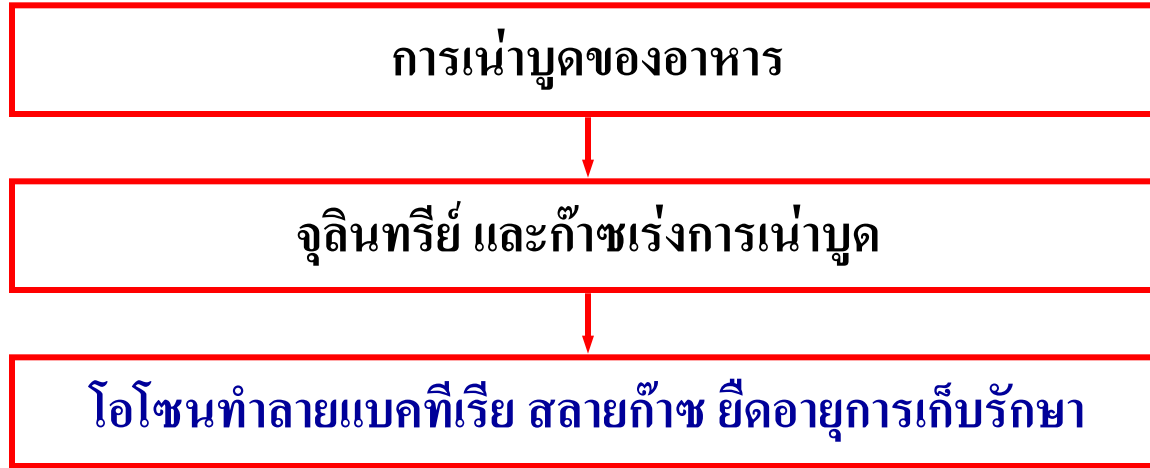 การเน่าบูดของอาหาร
จุลินทรีย์ และก๊าซเร่งการเน่าบูด
โอโซนทำลายแบคทีเรีย สลายก๊าซ ยืดอายุการเก็บรักษา